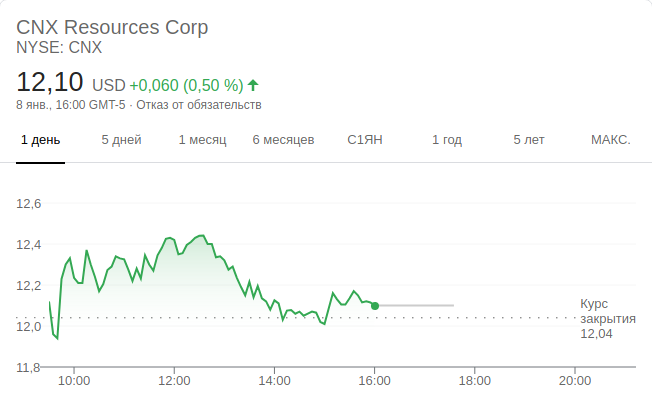 CNX Resources Corp
NYSE: CNX
12,10 USD +0,060 (0,50 %)
8 янв., 16:00 GMT-5 · Отказ от обязательств
1 день 5 дней 1 месяц 6 месяцев С1ЯН 1 год 5 лет МАКС.
12,6
12,4
12,2
12,0
11,8
Курс
закрытия
12,04
10:00 12:00 14:00 16:00 18:00 20:00